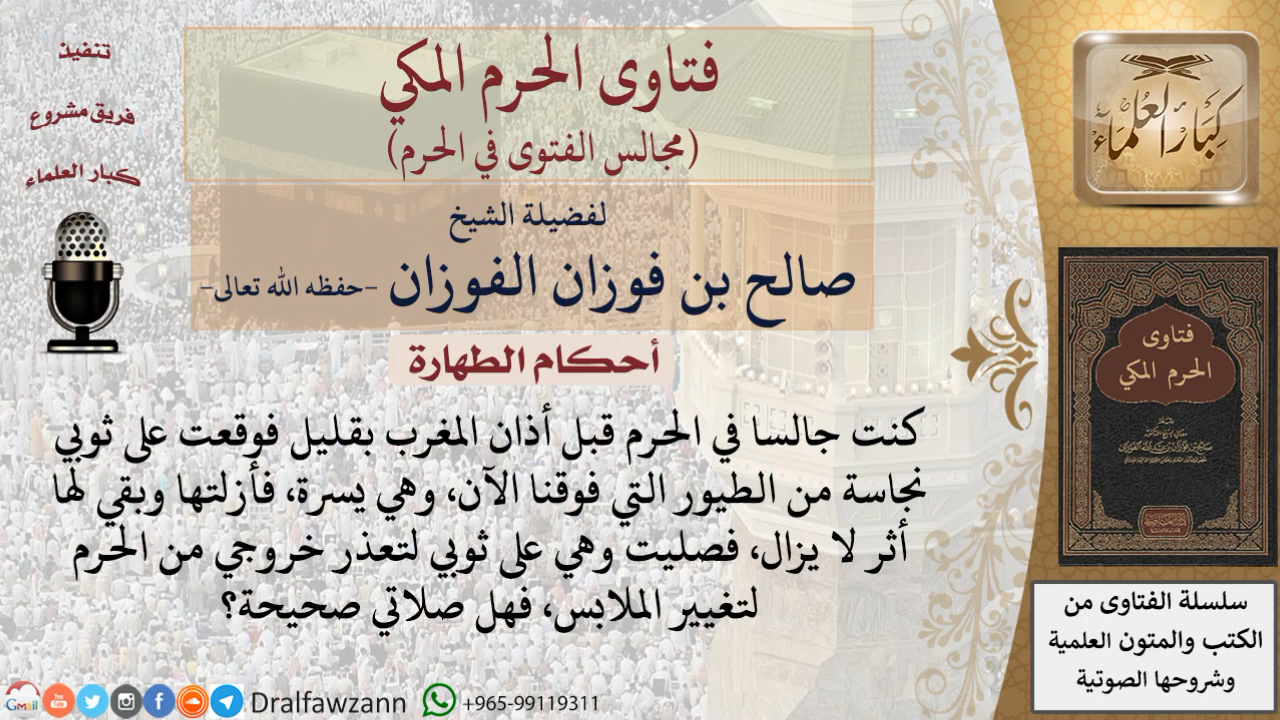 فتاوى الحرم المكي
(مجالس الفتوى في الحرم)
لفضيلة الشيخ
صالح بن فوزان الفوزان -حفظه الله تعالى-
أحكام الطهارة
كنت جالسا في الحرم قبل أذان المغرب بقليل فوقعت على ثوبي
نجاسة من الطيور التي فوقنا الآن، وهي يسرة، فأزلتها وبقي لها
أثر لا يزال، فصليت وهي على ثوبي لتعذر خروجي من الحرم
لتغيير الملابس، فهل صلاتي صحيحة؟
كبار العلماء
فتاوى
الحرم المكي
سلسلة الفتاوى من
الكتب والمتون العلمية
وشروحها الصوتية
تنفيذ
فريق مشروع
كبار العلماء
Gmail
You Tube
Dralfawzann
+965-99119311